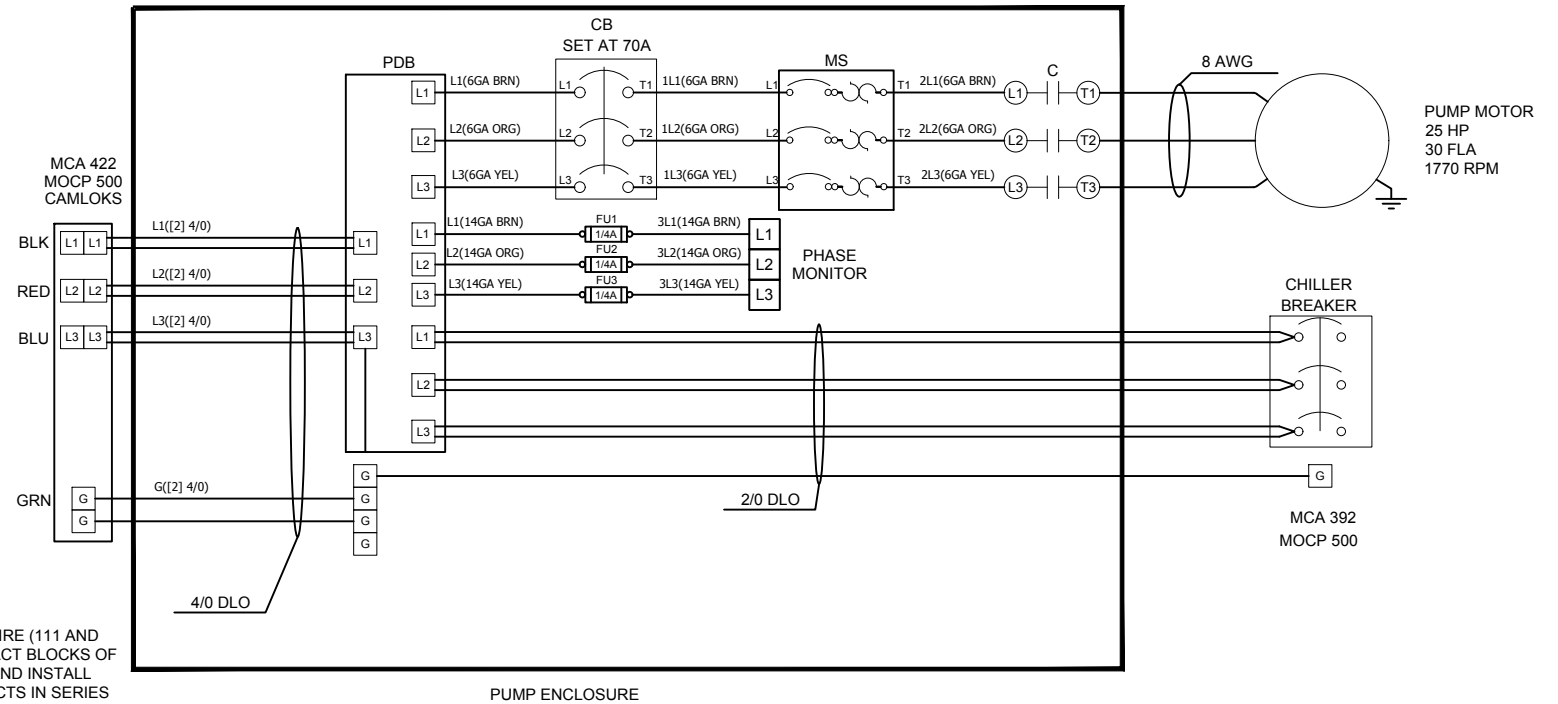 CB
SET AT 70A
PDB
MS
C
8 AWG
L1
L1(6GA BRN)
L1
T1
1L1(6GA BRN)
L1
T1
2L1(6GA BRN)
L1
T1
L2
L2(6GA ORG)
L2
T2
1L2(6GA ORG)
L2
T2
2L2(6GA ORG)
L2
T2
L3
L3(6GA YEL)
L3
T3
1L3(6GA YEL)
L3
T3
2L3(6GA YEL)
L3
T3
PUMP MOTOR
25 HP
30 FLA
1770 RPM
MCA 422
MOCP 500
CAMLOKS
BLK
L1 L1
L1([2] 4/0)
L1
RED
L2 L2
L2([2] 4/0)
L2
BLU
L3 L3
L3([2] 4/0)
L3
L1
L1(14GA BRN)
FU1
1/4A
3L1(14GA BRN)
L1
L2
L2(14GA ORG)
FU2
1/4A
3L2(14GA ORG)
L2
L3
L3(14GA YEL)
FU3
1/4A
3L3(14GA YEL)
L3
PHASE
MONITOR
CHILLER
BREAKER
L1
L2
L3
GRN
G
G
G([2] 4/0)
G
G
G
G
G
2/0 DLO
MCA 392
MOCP 500
4/0 DLO
IRE (111 AND
ACT BLOCKS OF
ND INSTALL
CTS IN SERIES
PUMP ENCLOSURE